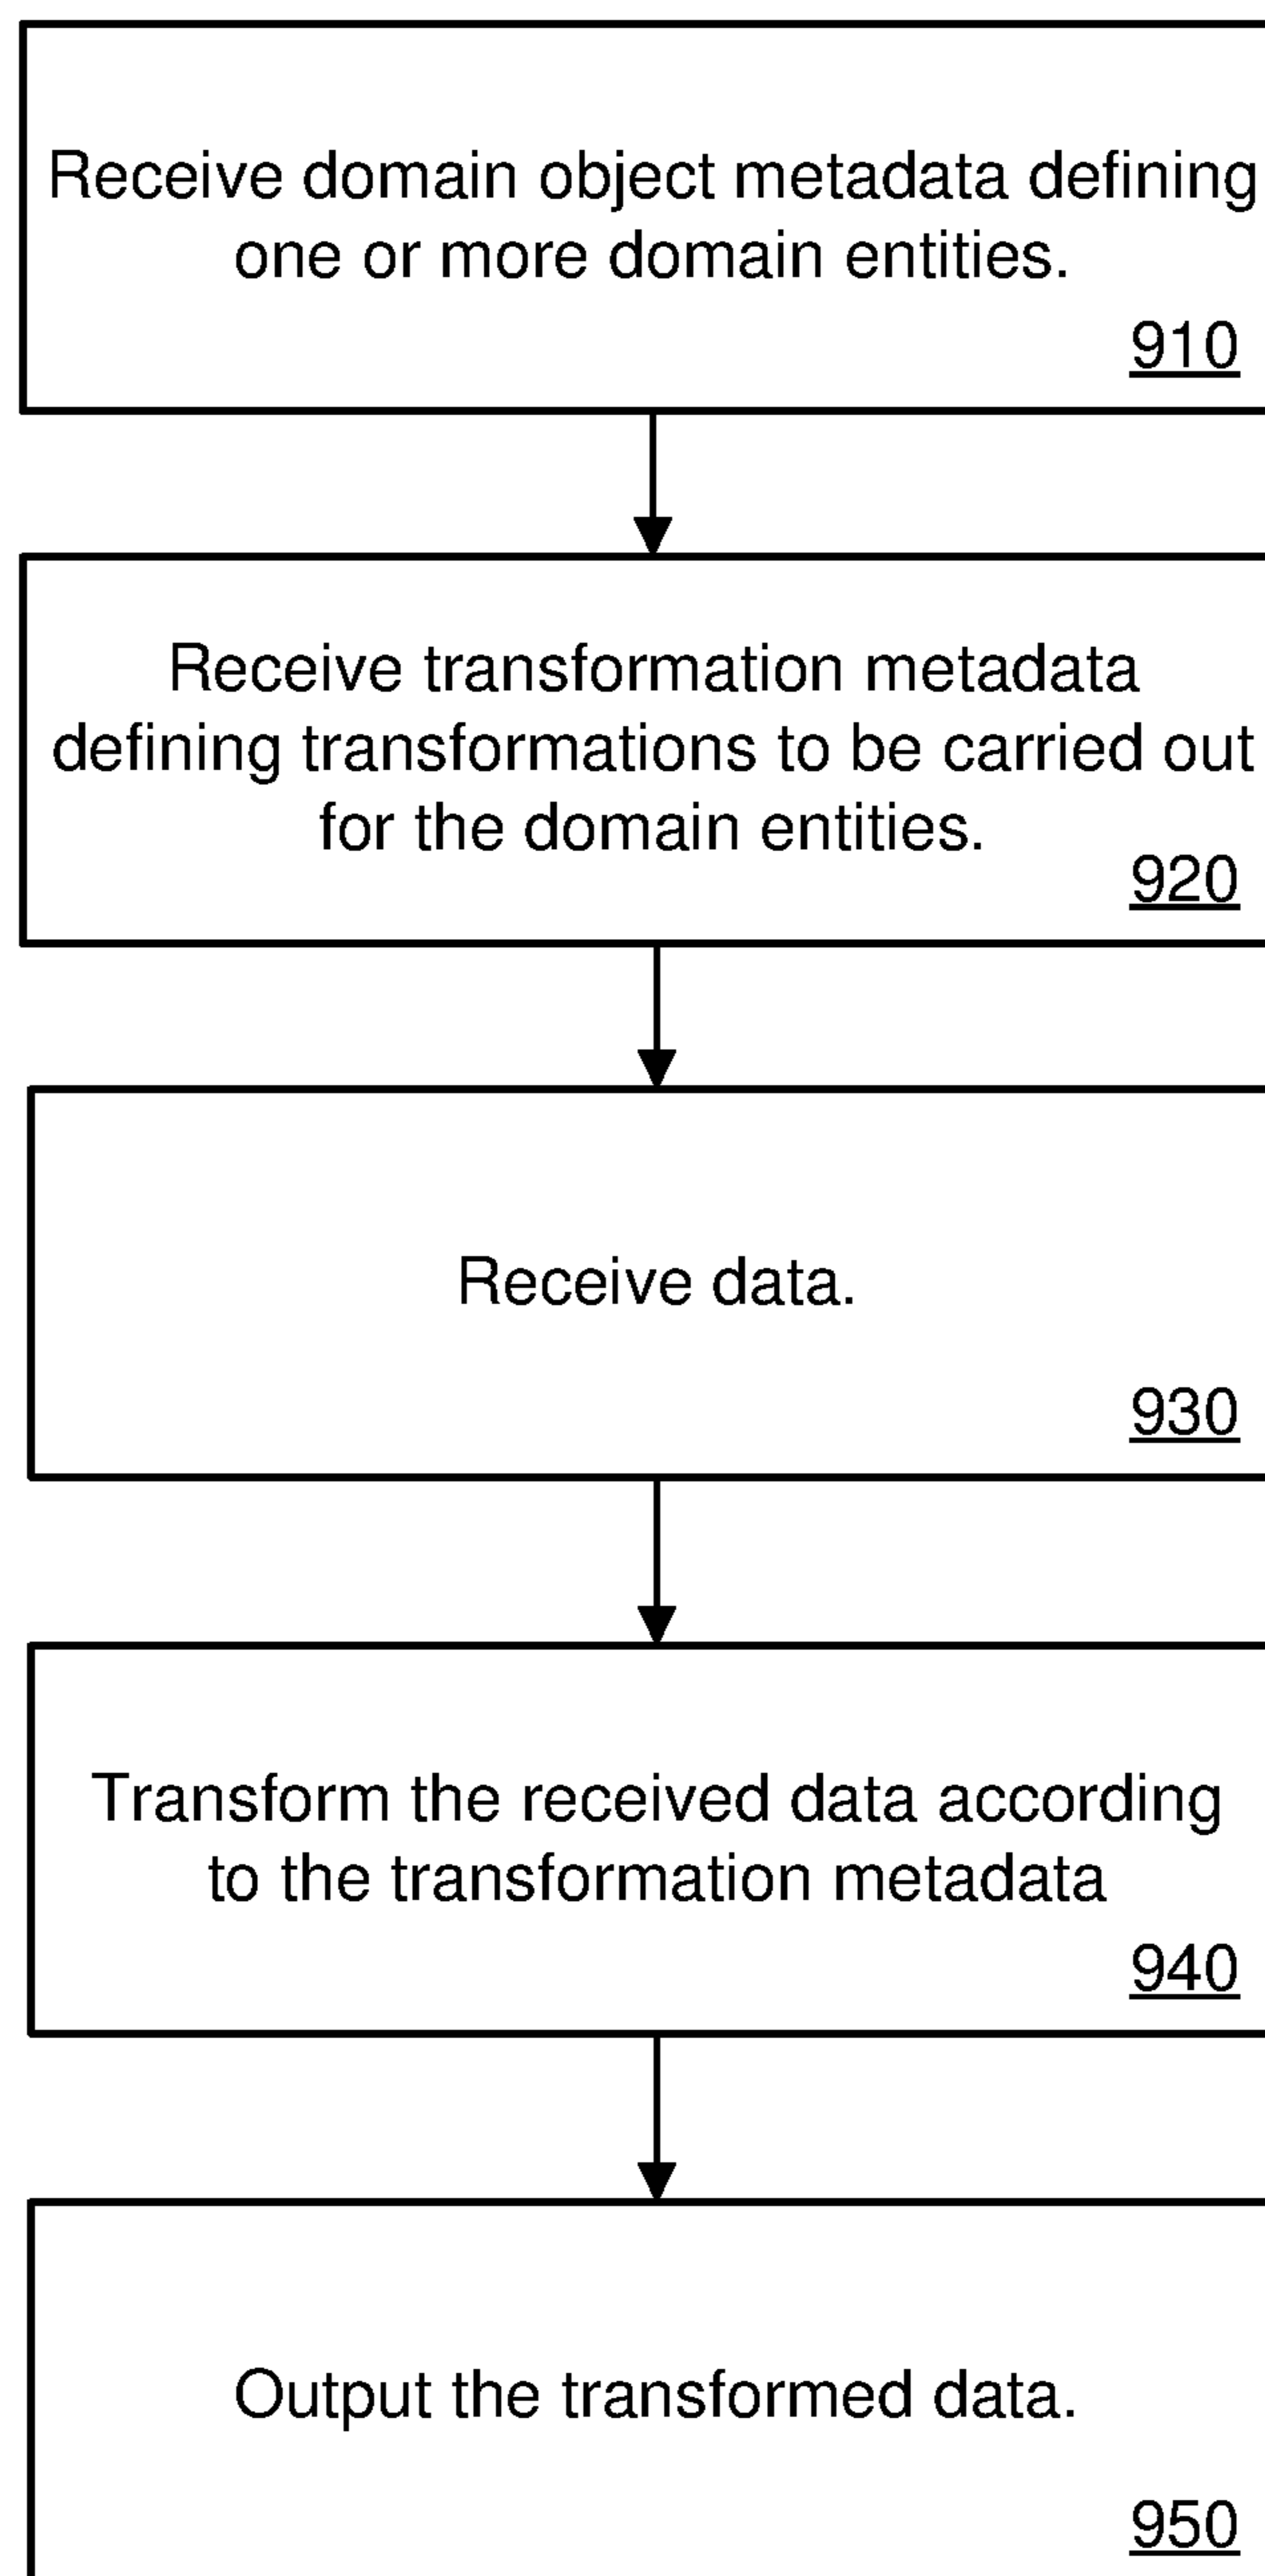 Receive domain object metadata defining
one or more domain entities.
910
Receive transformation metadata
defining transformations to be carried out
for the domain entities.
920
Receive data.
930
Transform the received data according
to the transformation metadata
940
Output the transformed data.
950